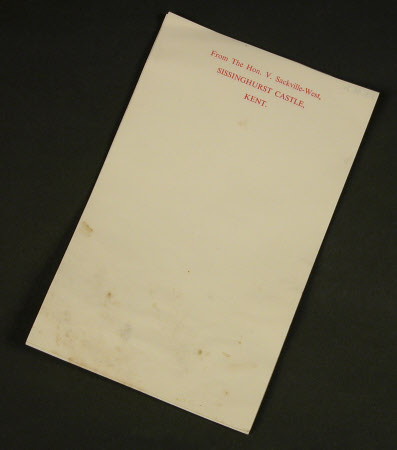 From The Hon. V. Sackville-West,
SISSINGHURST CASTLE,
KENT.